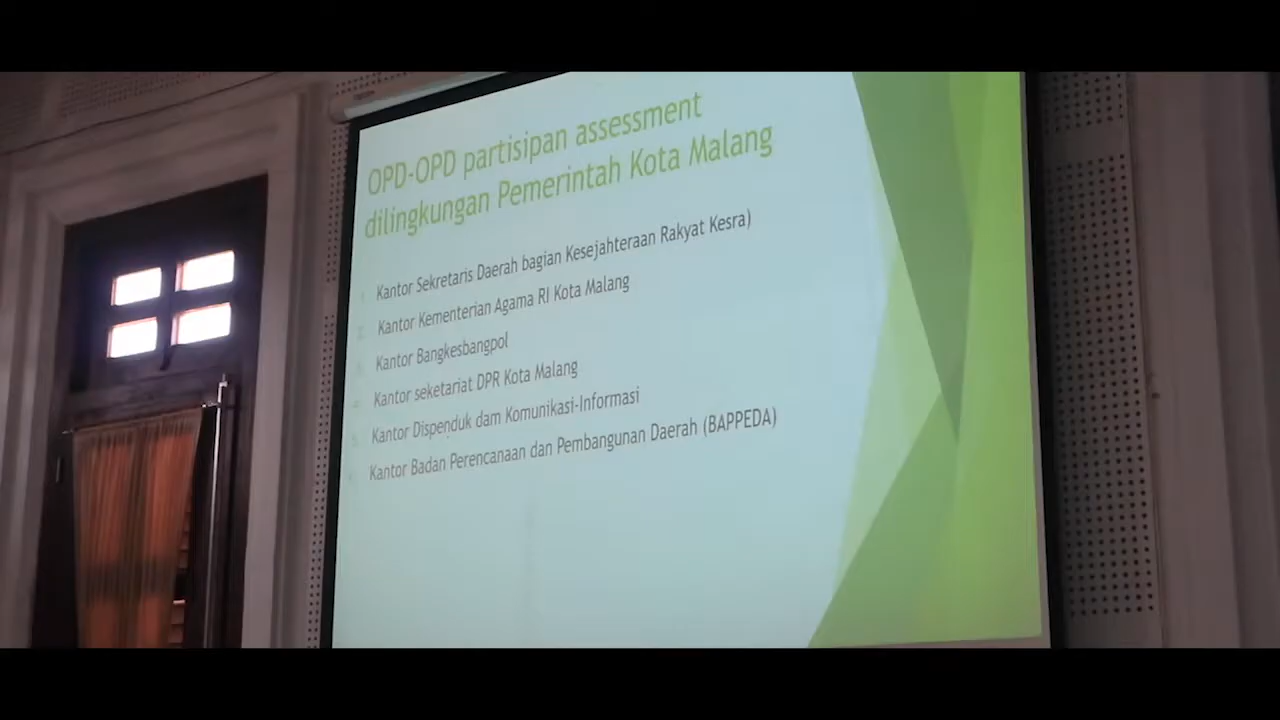 OPD-OPD partisipan assessment
dilingkungan Pemerintah Kota Malang
Kantor Sekretaris Daerah bagian Kesejahteraan Rakyat Kesra)
Kantor Kementerian Agama RI Kota Malang
Kantor Bangkesbangpol
Kantor seketariat DPR Kota Malang
Kantor Dispenduk dam Komunikasi-Informasi
Kantor Badan Perencanaan dan Pembangunan Daerah (BAPPEDA)